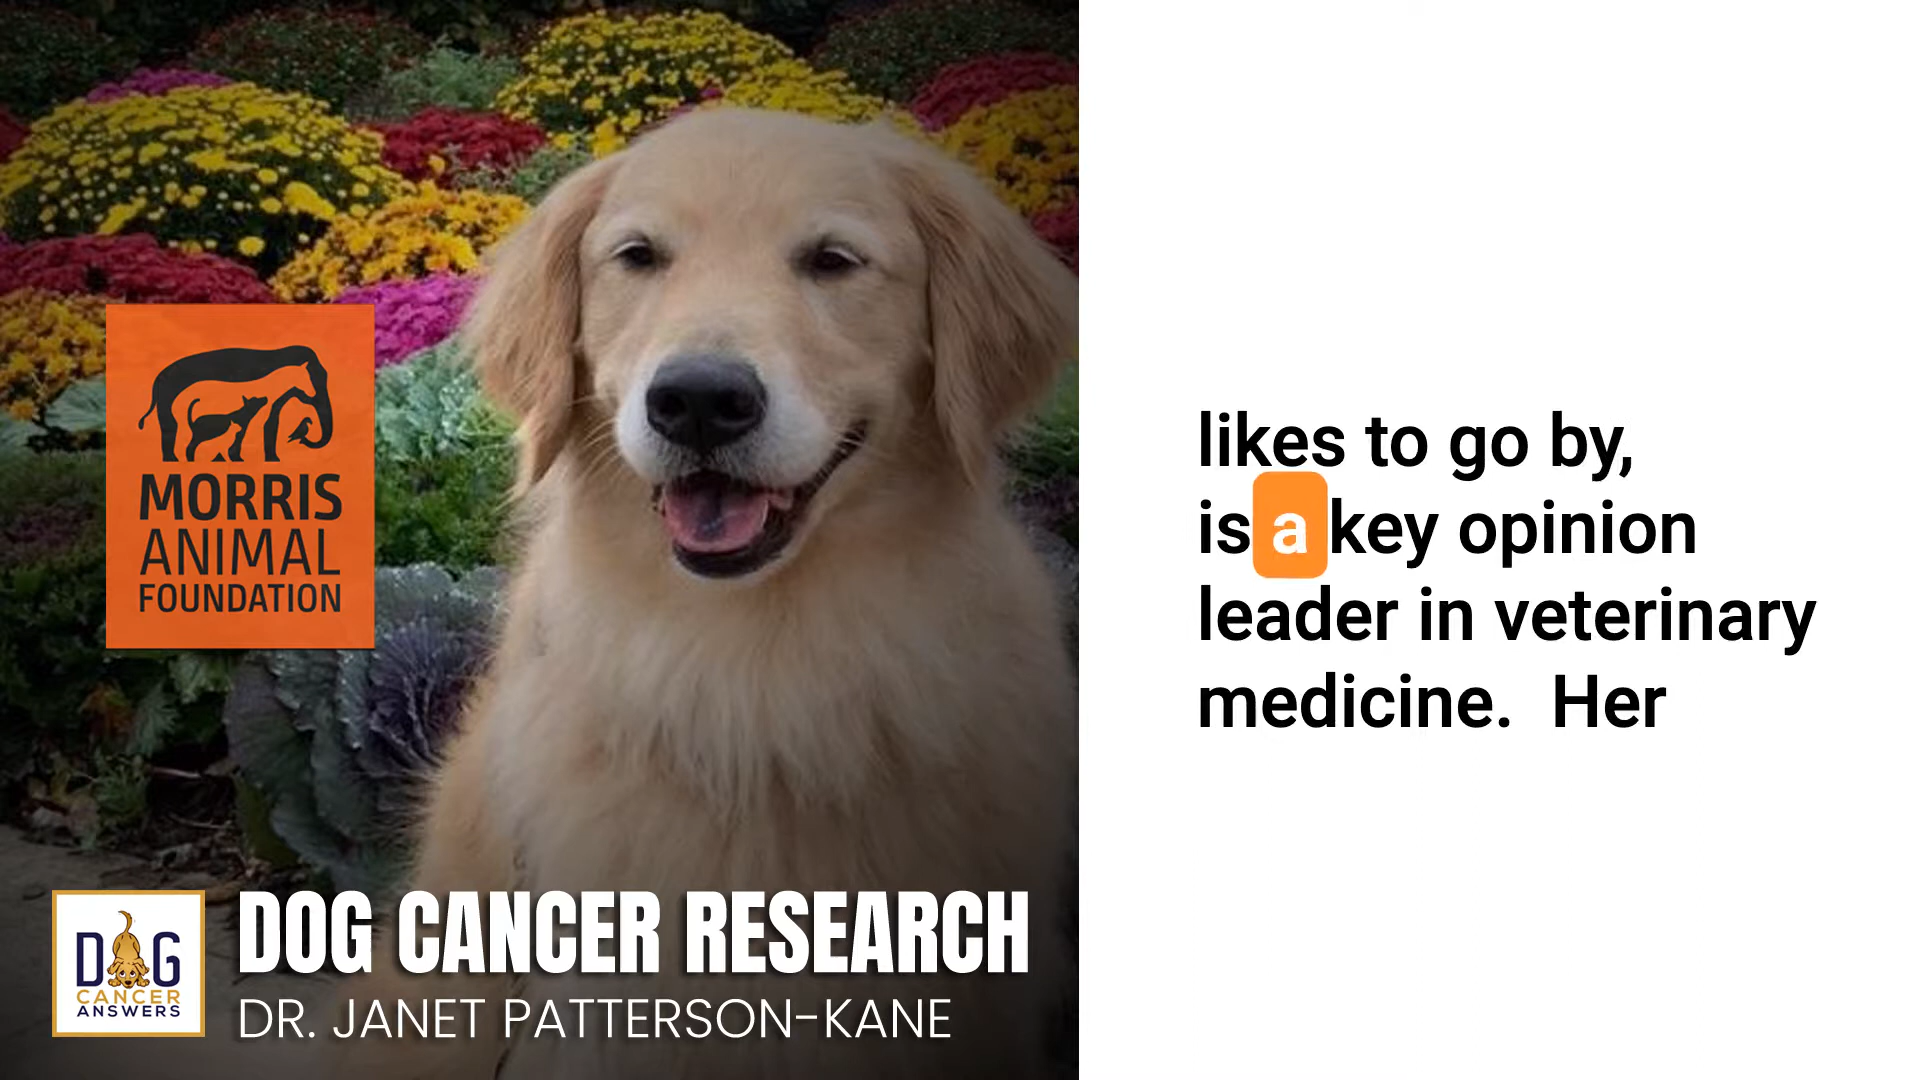 MORRIS
ANIMAL
FOUNDATION
DOG
CANCER
ANSWERS
DOG CANCER RESEARCH
DR. JANET PATTERSON-KANE
likes to go by,
is a key opinion
leader in veterinary
medicine.  Her